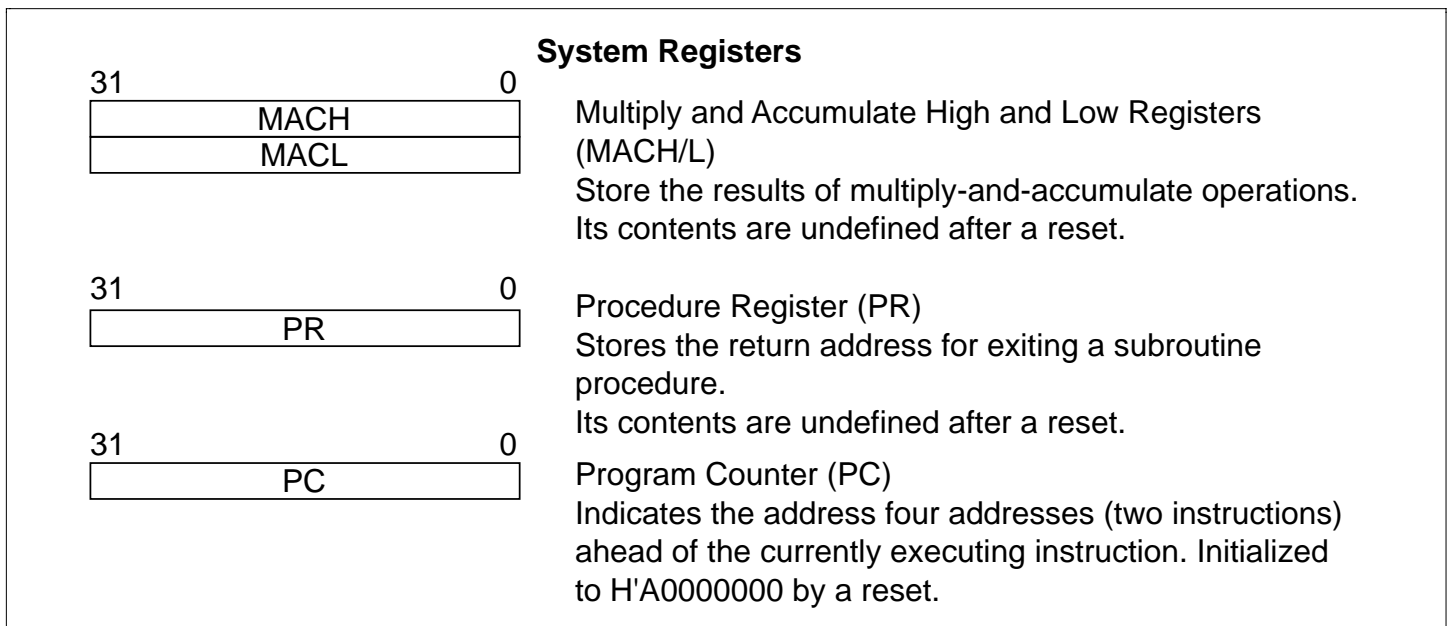 System Registers
31 0
MACH
MACL
Multiply and Accumulate High and Low Registers
(MACH/L)
Store the results of multiply-and-accumulate operations.
Its contents are undefined after a reset.
31 0
PR
Procedure Register (PR)
Stores the return address for exiting a subroutine
procedure.
Its contents are undefined after a reset.
31 0
PC
Program Counter (PC)
Indicates the address four addresses (two instructions)
ahead of the currently executing instruction. Initialized
to H'A0000000 by a reset.